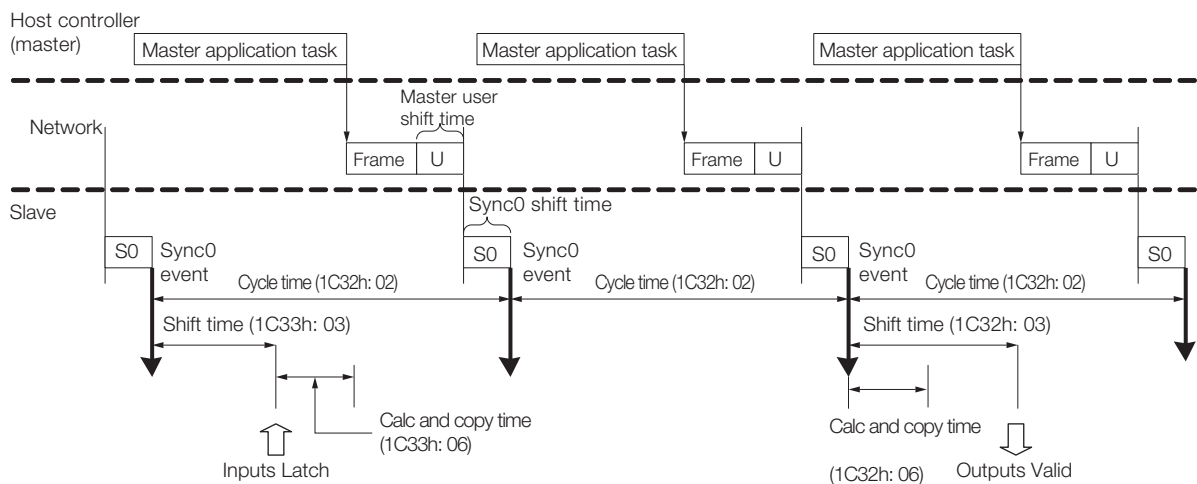 Host controller
(master)
Master application task
Master application task
Master application task
Master user
shift time
Network
Frame
U
Frame
U
Frame
U
Slave
Sync0 shift time
S0
Sync0
event
S0
Sync0
event
S0
Sync0
event
S0
Cycle time (1C32h: 02)
Cycle time (1C32h: 02)
Cycle time (1C32h: 02)
Shift time (1C33h: 03)
Shift time (1C32h: 03)
Calc and copy time
(1C33h: 06)
Calc and copy time
(1C32h: 06)
Inputs Latch
Outputs Valid